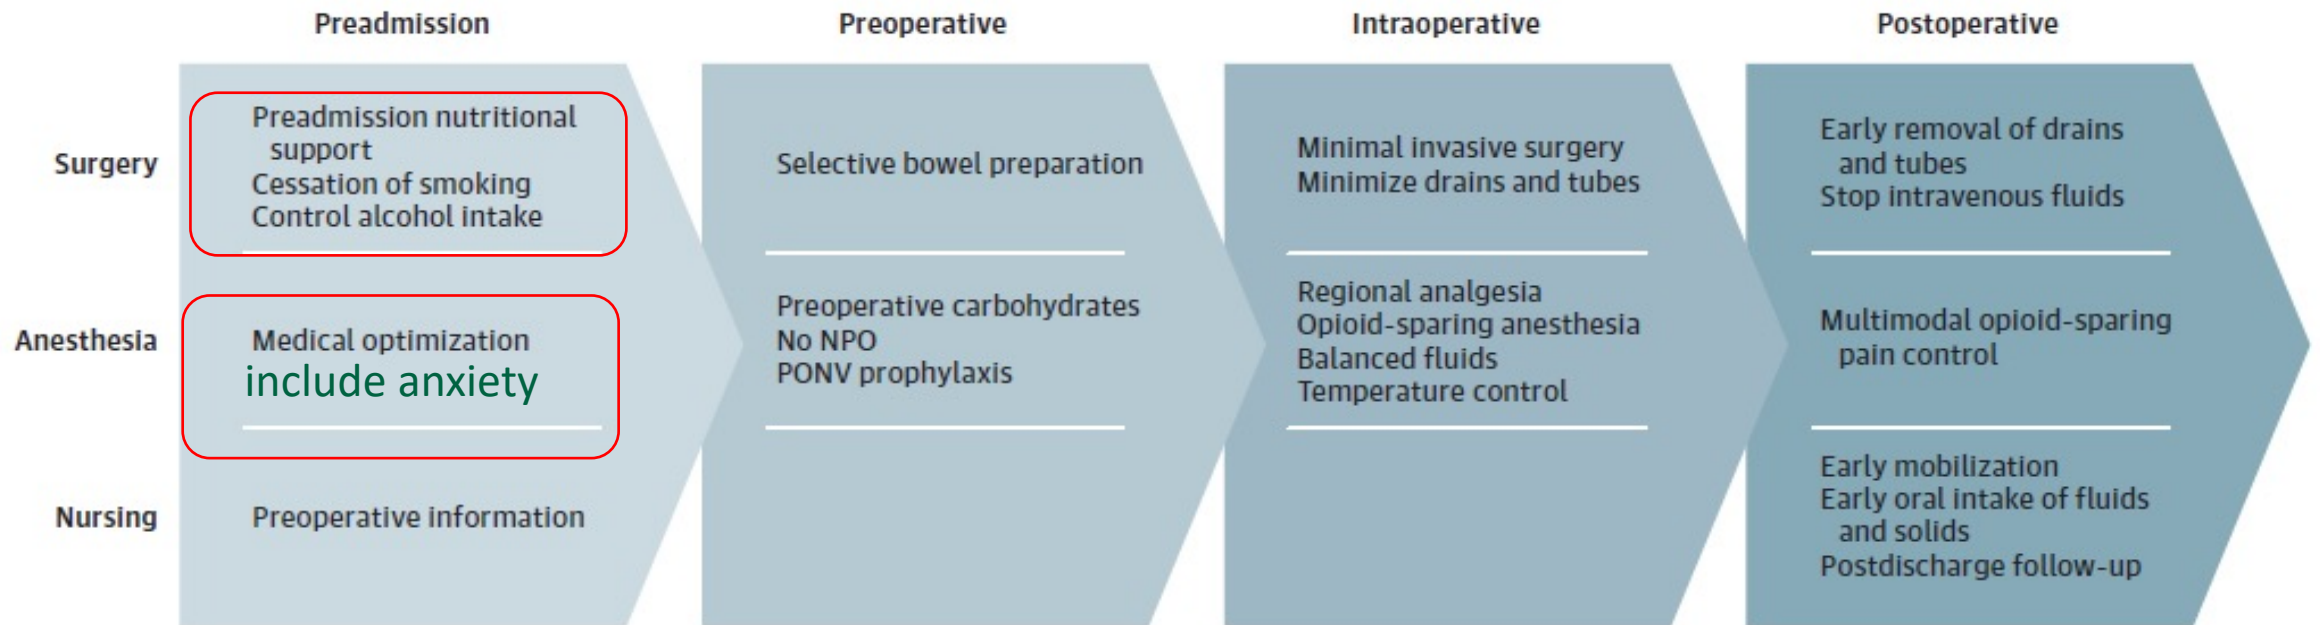 Preadmission
Preoperative
Intraoperative
Postoperative
Surgery
Preadmission nutritional
support
Cessation of smoking
Control alcohol intake
Selective bowel preparation
Minimal invasive surgery
Minimize drains and tubes
Early removal of drains
and tubes
Stop intravenous fluids
Anesthesia
Medical optimization
include anxiety
Preoperative carbohydrates
No NPO
PONV prophylaxis
Regional analgesia
Opioid-sparing anesthesia
Balanced fluids
Temperature control
Multimodal opioid-sparing
pain control
Nursing
Preoperative information
Early mobilization
Early oral intake of fluids
and solids
Postdischarge follow-up